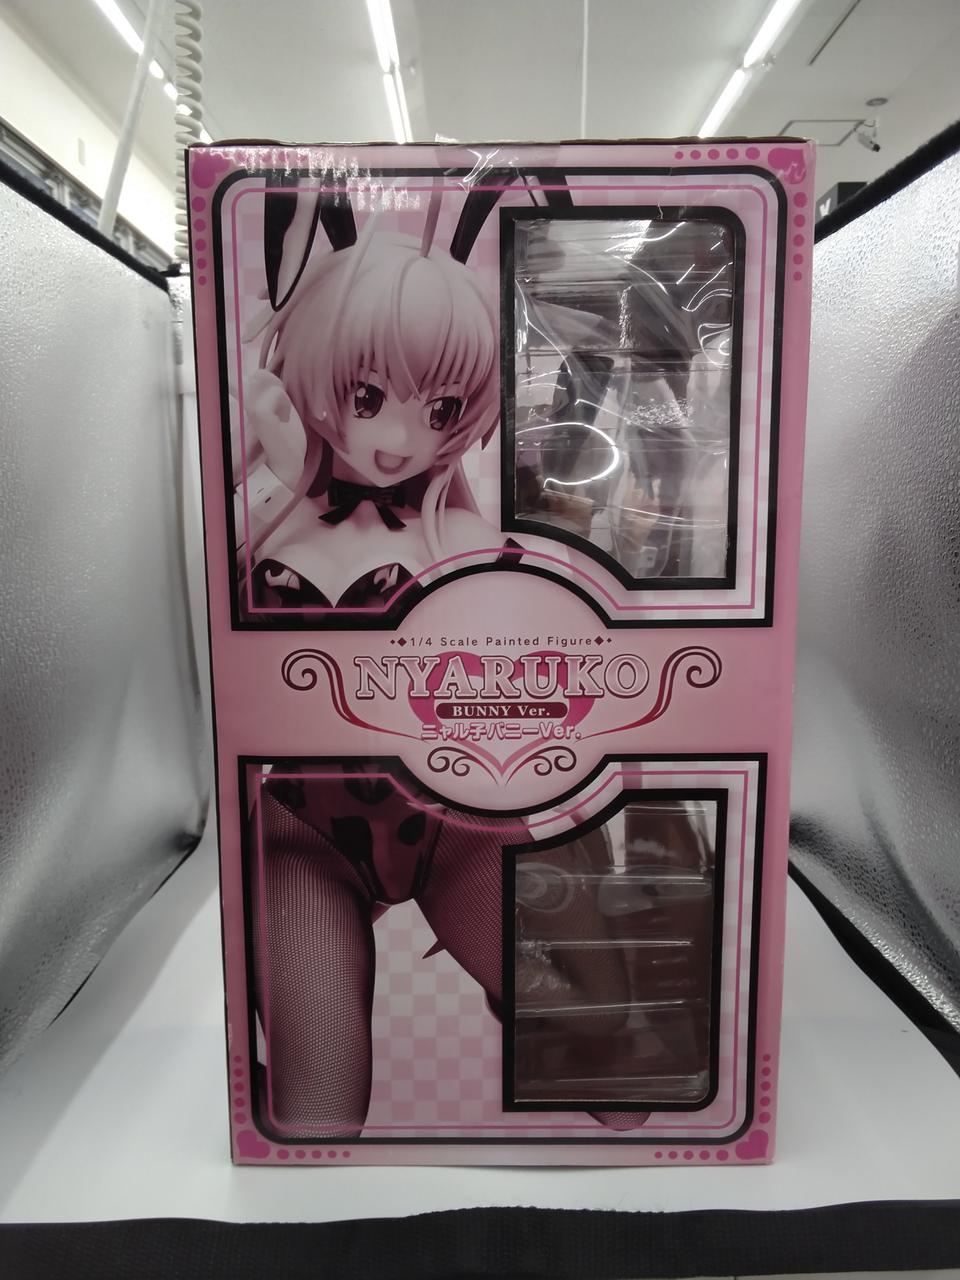 1/4 Scale Painted Figure
NYARUKO
BUNNY Ver.
ニャル子バニーVer.